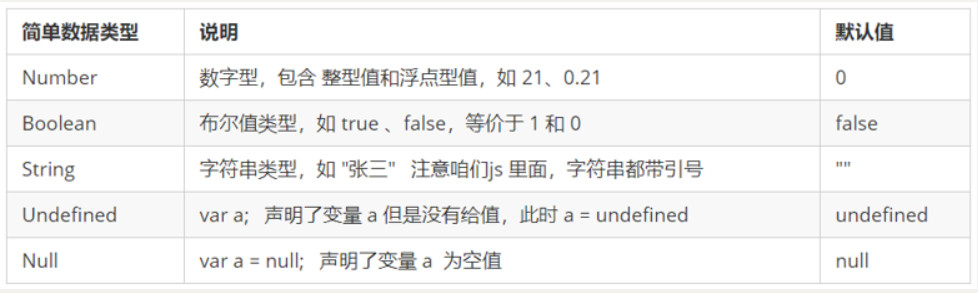 简单数据类型 说明 默认值
Number 数字型，包含 整型值和浮点型值，如 21、0.21 0
Boolean 布尔值类型，如 true 、false，等价于 1 和 0 false
String 字符串类型，如 "张三" 注意咱们js 里面，字符串都带引号 ""
Undefined var a; 声明了变量 a 但是没有给值，此时 a = undefined undefined
Null var a = null; 声明了变量 a 为空值 null